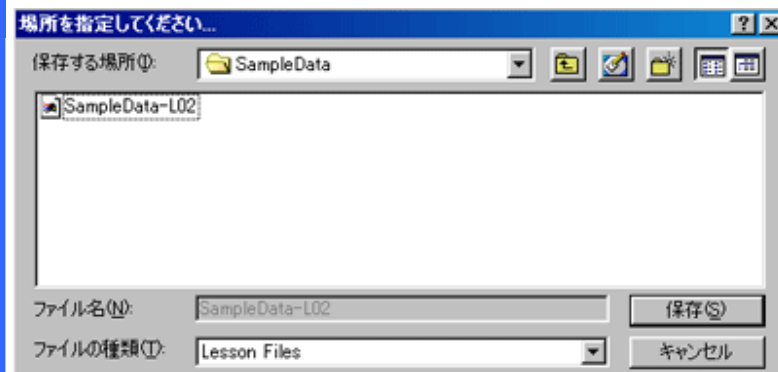 場所を指定してください...
保存する場所(I): SampleData
SampleData-L02
ファイル名(N): SampleData-L02 保存(S)
ファイルの種類(T): Lesson Files キャンセル